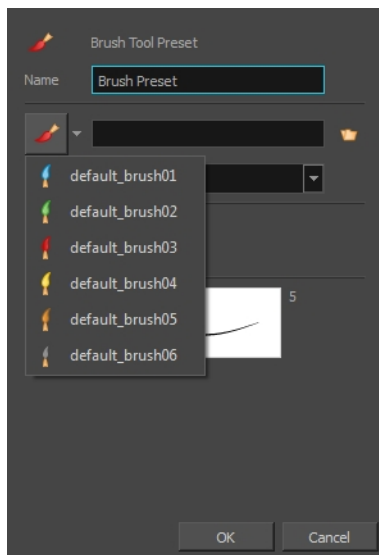 Brush Tool Preset
Name Brush Preset
default_brush01
default_brush02
default_brush03
default_brush04
default_brush05
default_brush06
5
OK Cancel